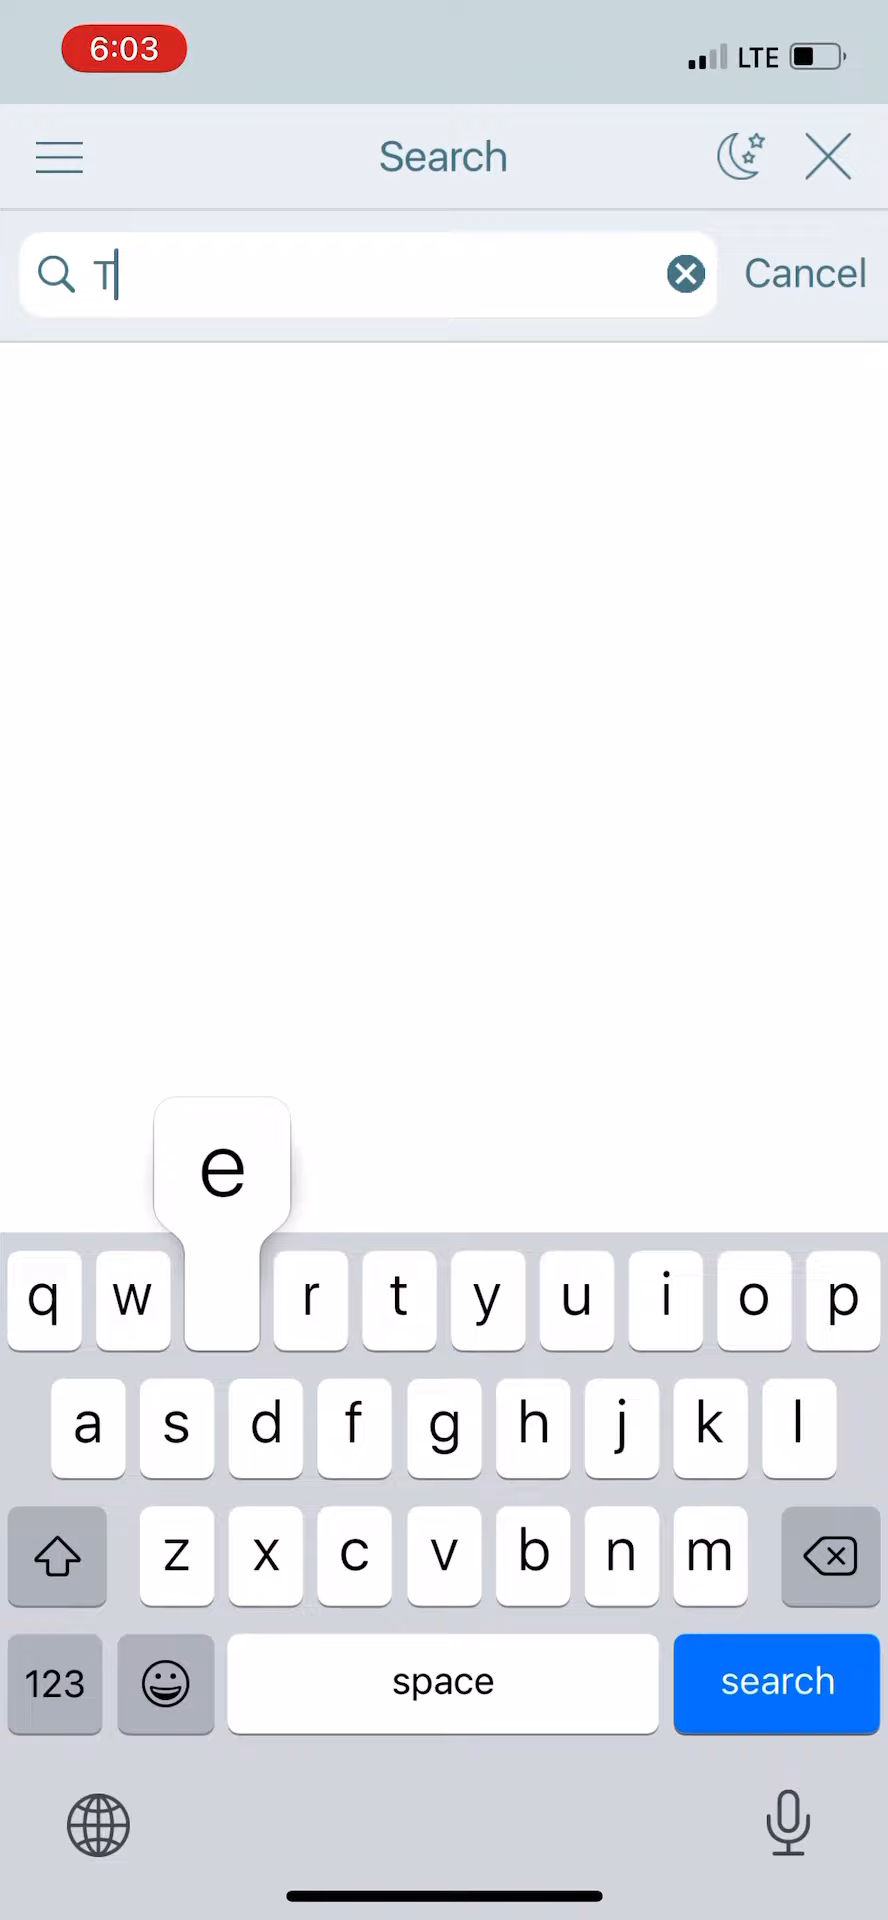 6:03 LTE
Search
T Cancel
e
q w r t y u i o p
a s d f g h j k l
z x c v b n m
123 space search